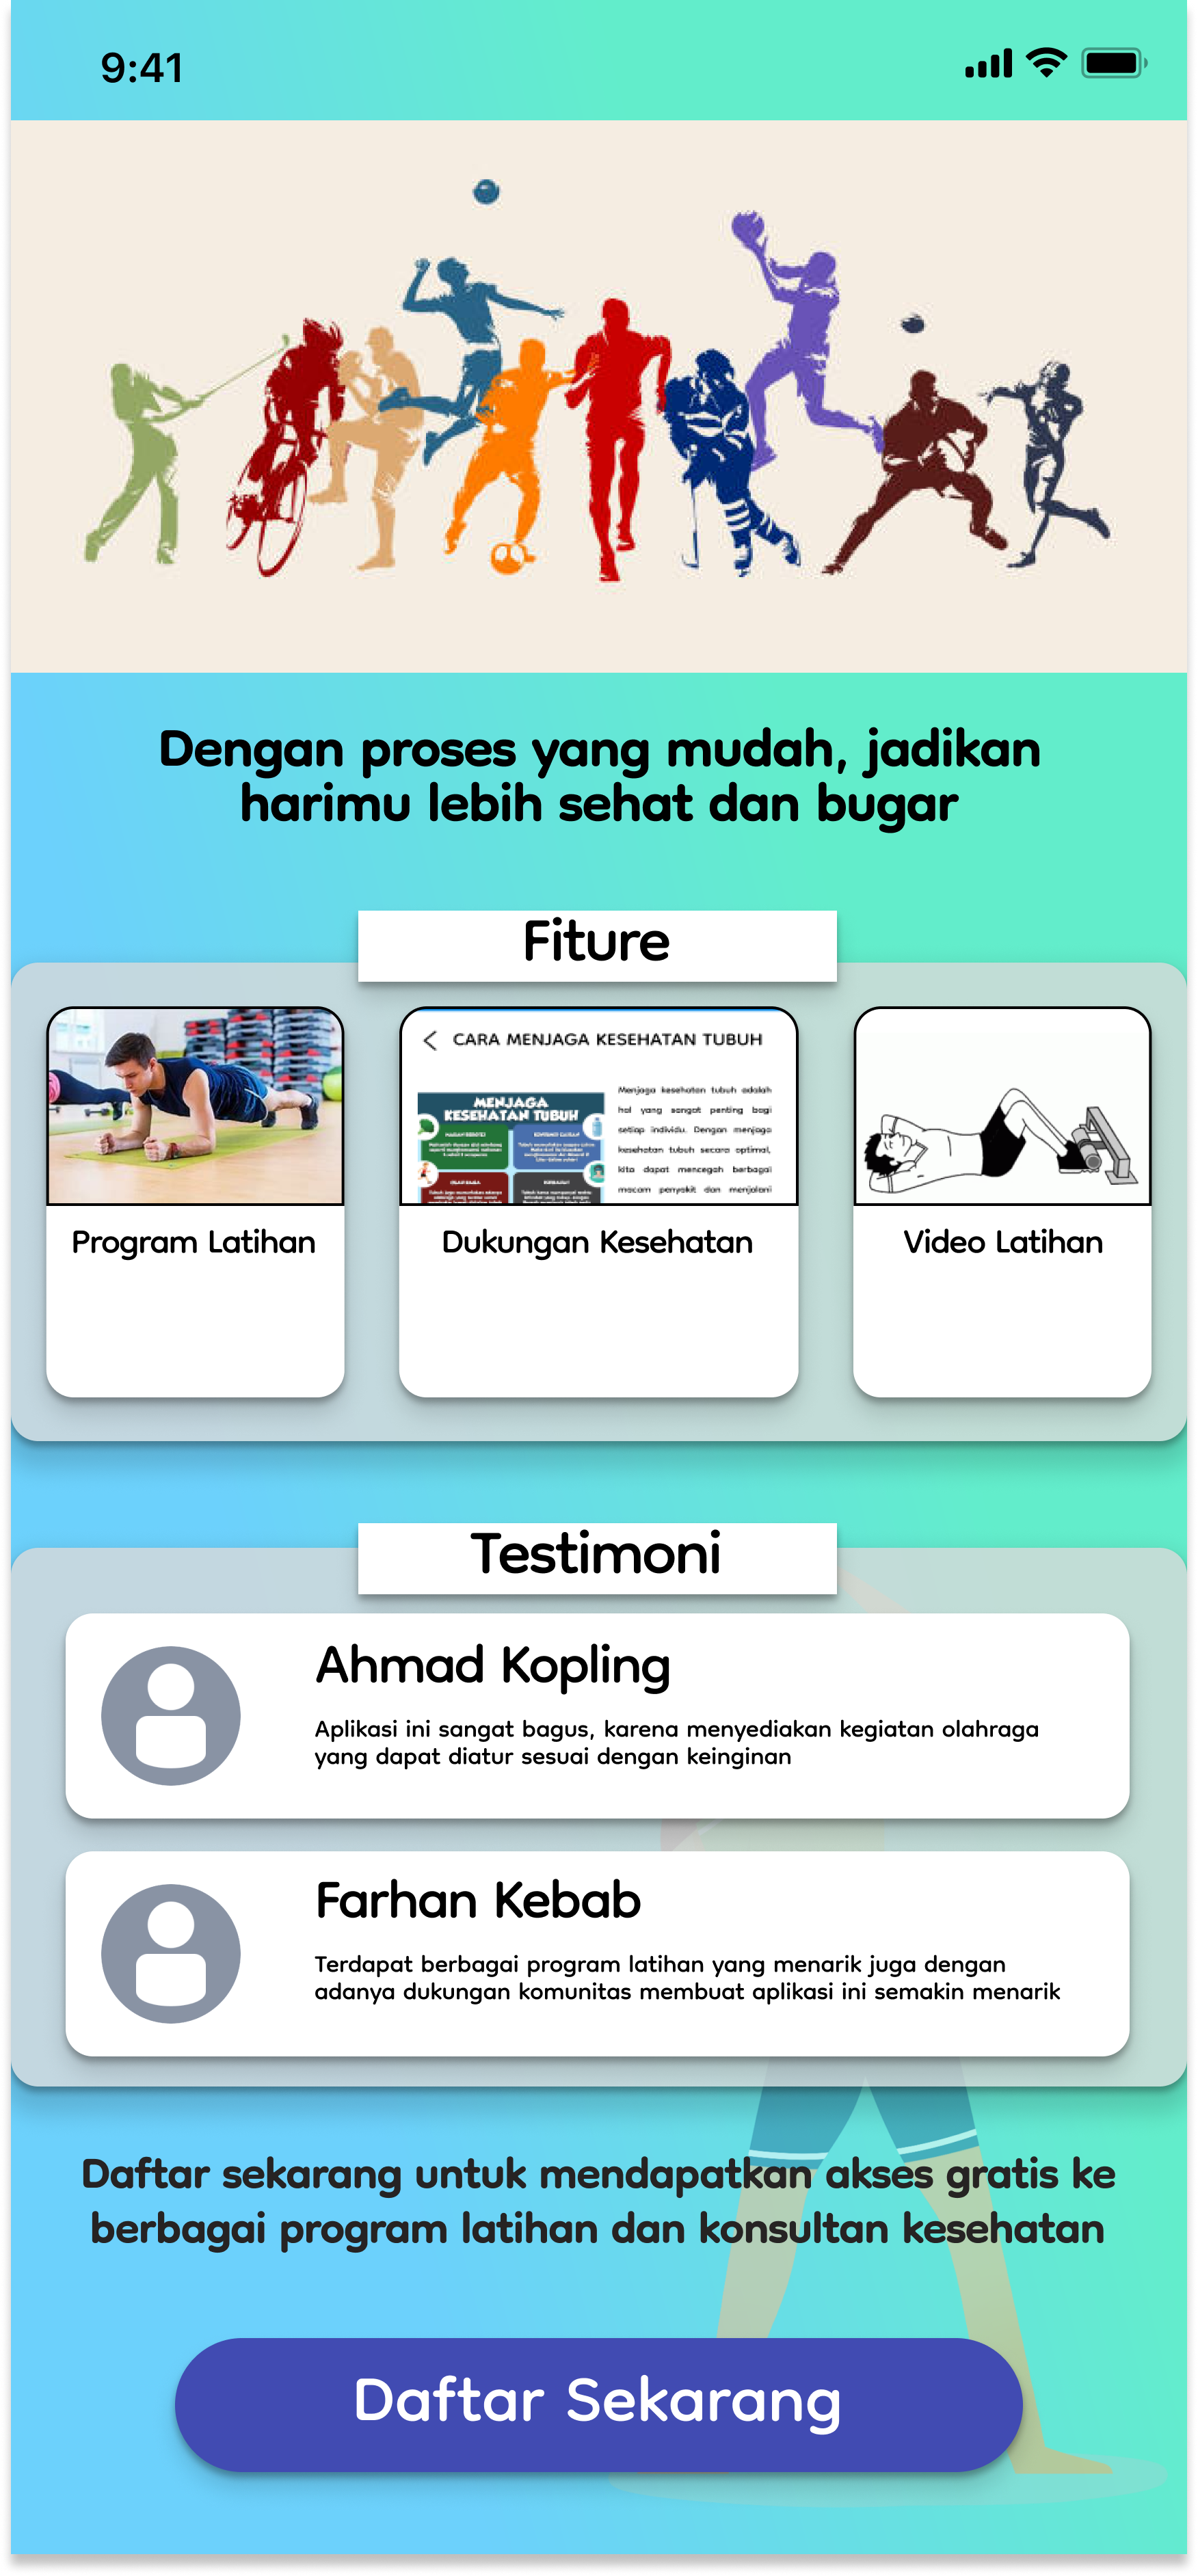 9:41
Dengan proses yang mudah, jadikan
harimu lebih sehat dan bugar
Fiture
CARA MENJAGA KESEHATAN TUBUH
MENJAGA
KESEHATAN TUBUH
Menjaga kesehatan tubuh adalah
hal yang sangat penting bagi
setiap individu. Dengan menjaga
kesehatan tubuh secara optimal,
kita dapat mencegah berbagai
macam penyakit dan menjalani
Program Latihan
Dukungan Kesehatan
Video Latihan
Testimoni
Ahmad Kopling
Aplikasi ini sangat bagus, karena menyediakan kegiatan olahraga
yang dapat diatur sesuai dengan keinginan
Farhan Kebab
Terdapat berbagai program latihan yang menarik juga dengan
adanya dukungan komunitas membuat aplikasi ini semakin menarik
Daftar sekarang untuk mendapatkan akses gratis ke
berbagai program latihan dan konsultan kesehatan
Daftar Sekarang